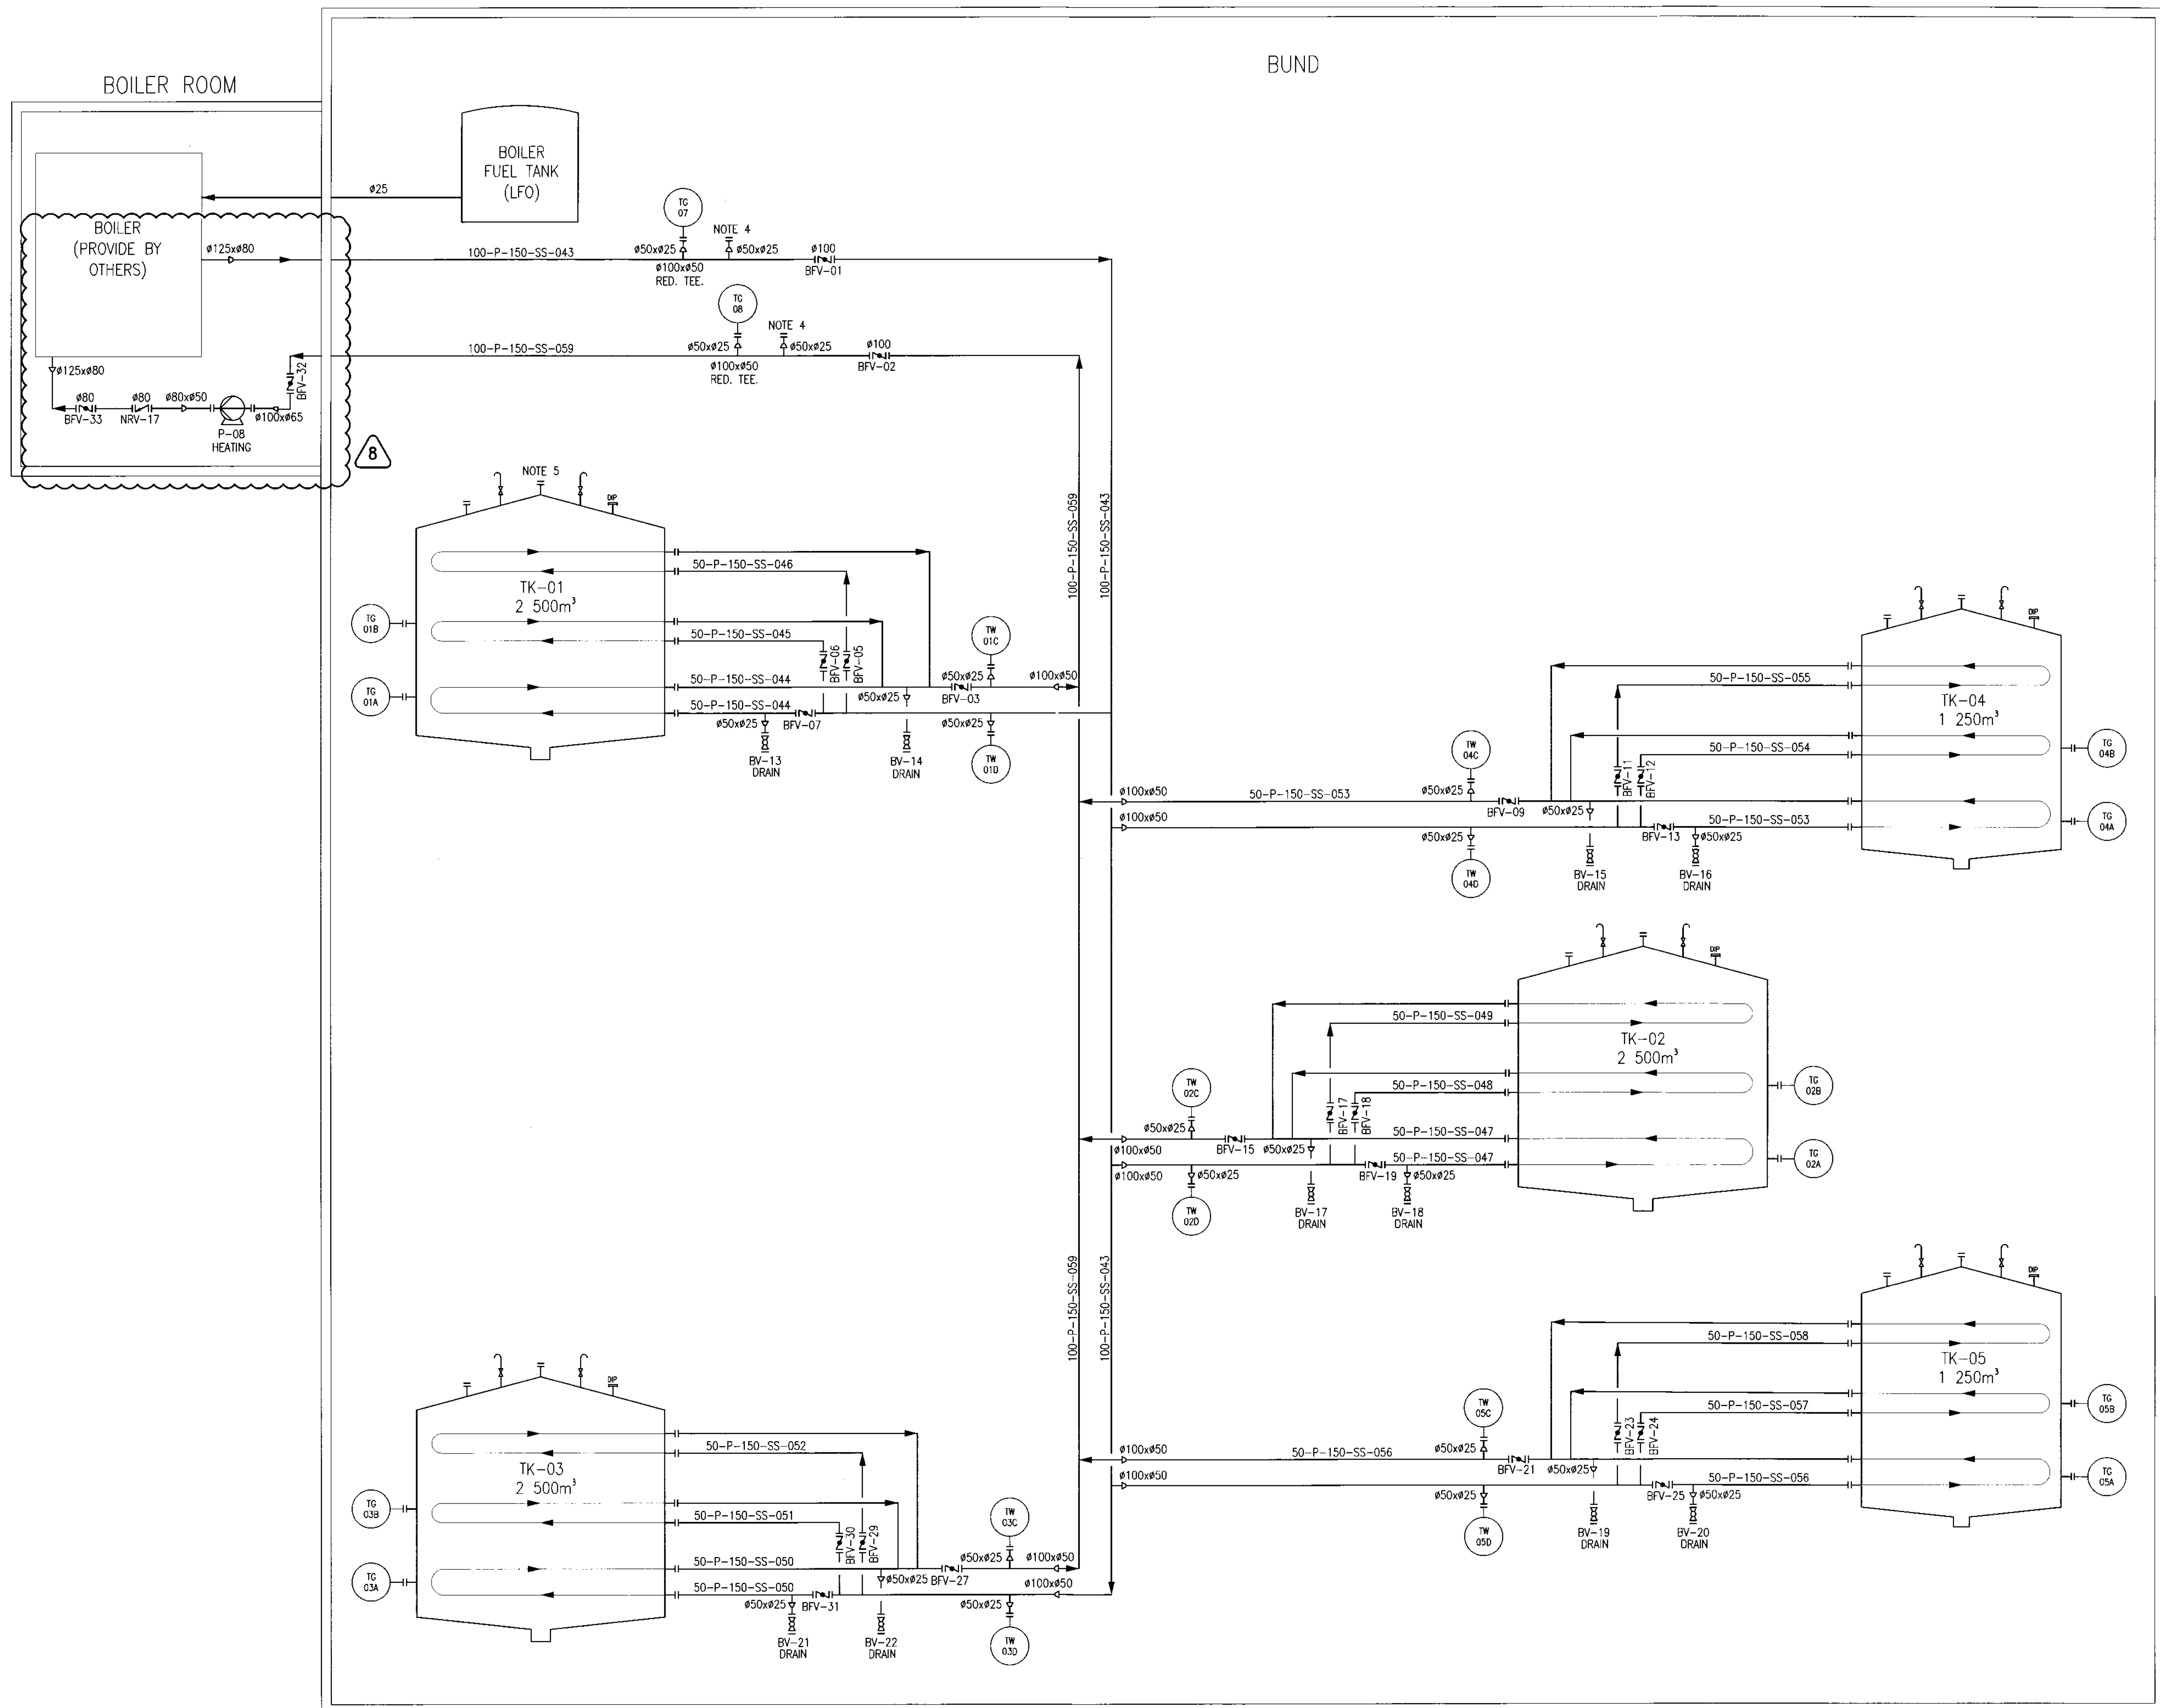 BUND
BOILER ROOM
BOILER
FUEL TANK
(LFO)
ø25
BOILER
(PROVIDE BY
OTHERS)
ø125xø80
100-P-150-SS-043
TG
07
NOTE 4
ø50xø25
ø50xø25
ø100xø50
RED. TEE.
ø100
BFV-01
TG
08
NOTE 4
100-P-150-SS-059
ø50xø25
ø50xø25
ø100xø50
RED. TEE.
ø100
BFV-02
ø125xø80
BFV-32
ø80
BFV-33
ø80
NRV-17
ø80xø50
P-08
HEATING
ø100xø65
8
100-P-150-SS-059
100-P-150-SS-043
NOTE 5
DIP
TK-01
2 500m³
TG
01B
TG
01A
50-P-150-SS-046
50-P-150-SS-045
50-P-150-SS-044
50-P-150-SS-044
BFV-06
BFV-05
TW
01C
ø50xø25
BFV-03
ø100xø50
ø50xø25
ø50xø25
BFV-07
ø50xø25
BV-13
DRAIN
BV-14
DRAIN
TW
01D
DIP
TK-04
1 250m³
50-P-150-SS-055
50-P-150-SS-054
BFV-11
BFV-12
TG
04B
TG
04A
TW
04C
ø100xø50
50-P-150-SS-053
ø50xø25
BFV-09
ø50xø25
ø100xø50
50-P-150-SS-053
ø50xø25
BFV-13
ø50xø25
TW
04D
BV-15
DRAIN
BV-16
DRAIN
DIP
TK-02
2 500m³
50-P-150-SS-049
50-P-150-SS-048
BFV-17
BFV-18
TG
02B
TG
02A
TW
02C
ø50xø25
50-P-150-SS-047
ø100xø50
BFV-15
ø50xø25
50-P-150-SS-047
ø100xø50
ø50xø25
BFV-19
ø50xø25
TW
02D
BV-17
DRAIN
BV-18
DRAIN
100-P-150-SS-059
100-P-150-SS-043
DIP
TK-05
1 250m³
50-P-150-SS-058
50-P-150-SS-057
BFV-23
BFV-24
TG
05B
TG
05A
TW
05C
ø100xø50
50-P-150-SS-056
ø50xø25
BFV-21
ø50xø25
ø100xø50
50-P-150-SS-056
ø50xø25
BFV-25
ø50xø25
TW
05D
BV-19
DRAIN
BV-20
DRAIN
DIP
TK-03
2 500m³
TG
03B
TG
03A
50-P-150-SS-052
50-P-150-SS-051
BFV-30
BFV-29
TW
03C
50-P-150-SS-050
ø50xø25
ø100xø50
ø50xø25
BFV-27
50-P-150-SS-050
ø100xø50
ø50xø25
BFV-31
ø50xø25
BV-21
DRAIN
BV-22
DRAIN
TW
03D